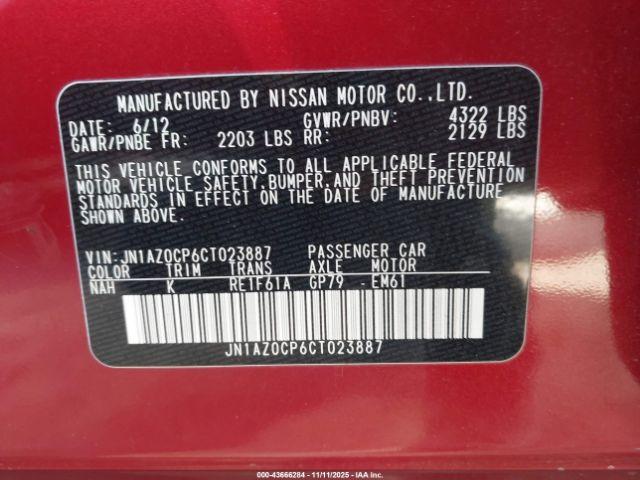 MANUFACTURED BY NISSAN MOTOR CO.,LTD.
DATE: 6/12 GVWR/PNBV: 4322 LBS
GAWR/PNBE FR: 2203 LBS RR: 2129 LBS
THIS VEHICLE CONFORMS TO ALL APPLICABLE FEDERAL
MOTOR VEHICLE SAFETY,BUMPER,AND THEFT PREVENTION
STANDARDS IN EFFECT ON THE DATE OF MANUFACTURE
SHOWN ABOVE.
VIN:JN1AZ0CP6CT023887 PASSENGER CAR
COLOR TRIM TRANS AXLE MOTOR
NAH K RE1F61A GP79 -EM61
JN1AZ0CP6CT023887
© 2000-43666284 - 11/11/2025 - IAA Inc.